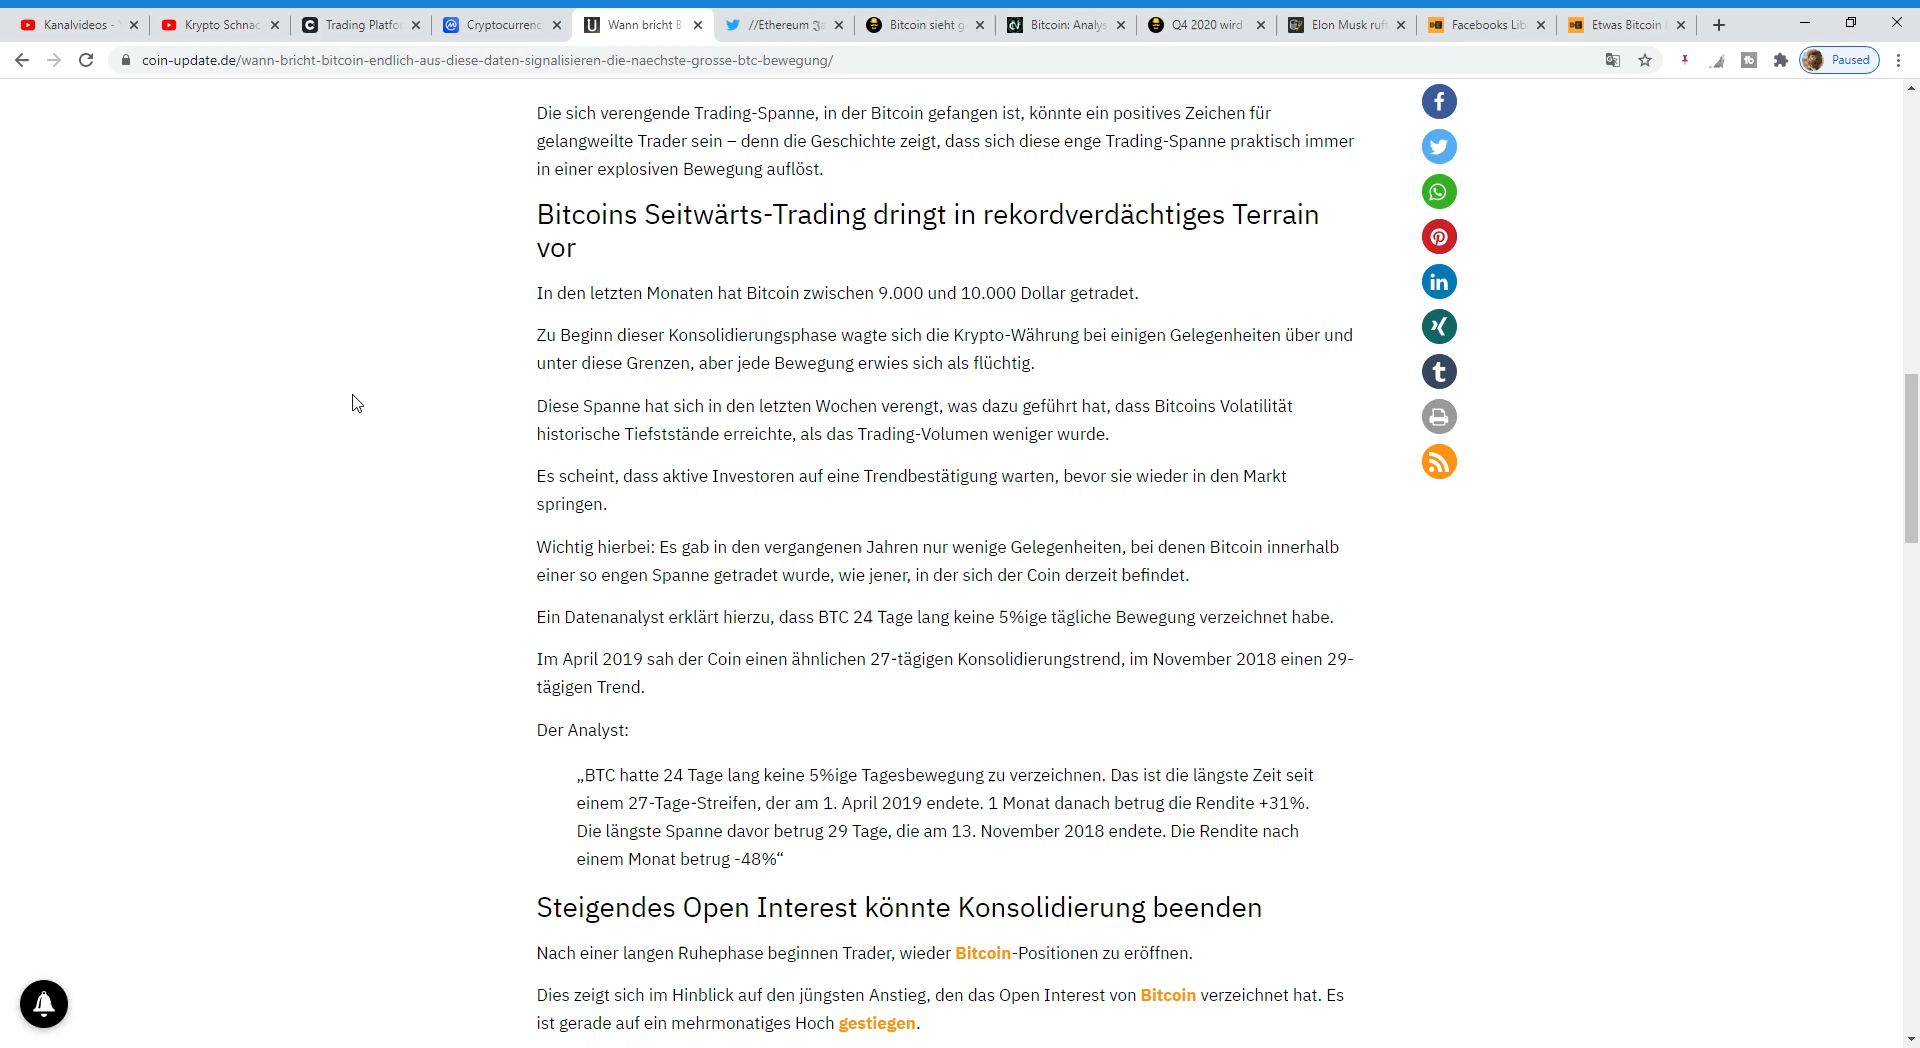 Kanalvideos -
Krypto Schnac
Trading Platfo
Cryptocurrenc
Wann bricht B
//Ethereum
Bitcoin sieht g
Bitcoin: Analys
Q4 2020 wird
Elon Musk ruft
Facebooks Lib
Etwas Bitcoin
coin-update.de/wann-bricht-bitcoin-endlich-aus-diese-daten-signalisieren-die-naechste-grosse-btc-bewegung/
Paused
Die sich verengende Trading-Spanne, in der Bitcoin gefangen ist, könnte ein positives Zeichen für
gelangweilte Trader sein – denn die Geschichte zeigt, dass sich diese enge Trading-Spanne praktisch immer
in einer explosiven Bewegung auflöst.
Bitcoins Seitwärts-Trading dringt in rekordverdächtiges Terrain
vor
In den letzten Monaten hat Bitcoin zwischen 9.000 und 10.000 Dollar getradet.
Zu Beginn dieser Konsolidierungsphase wagte sich die Krypto-Währung bei einigen Gelegenheiten über und
unter diese Grenzen, aber jede Bewegung erwies sich als flüchtig.
Diese Spanne hat sich in den letzten Wochen verengt, was dazu geführt hat, dass Bitcoins Volatilität
historische Tiefststände erreichte, als das Trading-Volumen weniger wurde.
Es scheint, dass aktive Investoren auf eine Trendbestätigung warten, bevor sie wieder in den Markt
springen.
Wichtig hierbei: Es gab in den vergangenen Jahren nur wenige Gelegenheiten, bei denen Bitcoin innerhalb
einer so engen Spanne getradet wurde, wie jener, in der sich der Coin derzeit befindet.
Ein Datenanalyst erklärt hierzu, dass BTC 24 Tage lang keine 5%ige tägliche Bewegung verzeichnet habe.
Im April 2019 sah der Coin einen ähnlichen 27-tägigen Konsolidierungstrend, im November 2018 einen 29-
tägigen Trend.
Der Analyst:
„BTC hatte 24 Tage lang keine 5%ige Tagesbewegung zu verzeichnen. Das ist die längste Zeit seit
einem 27-Tage-Streifen, der am 1. April 2019 endete. 1 Monat danach betrug die Rendite +31%.
Die längste Spanne davor betrug 29 Tage, die am 13. November 2018 endete. Die Rendite nach
einem Monat betrug -48%“
Steigendes Open Interest könnte Konsolidierung beenden
Nach einer langen Ruhephase beginnen Trader, wieder Bitcoin-Positionen zu eröffnen.
Dies zeigt sich im Hinblick auf den jüngsten Anstieg, den das Open Interest von Bitcoin verzeichnet hat. Es
ist gerade auf ein mehrmonatiges Hoch gestiegen.